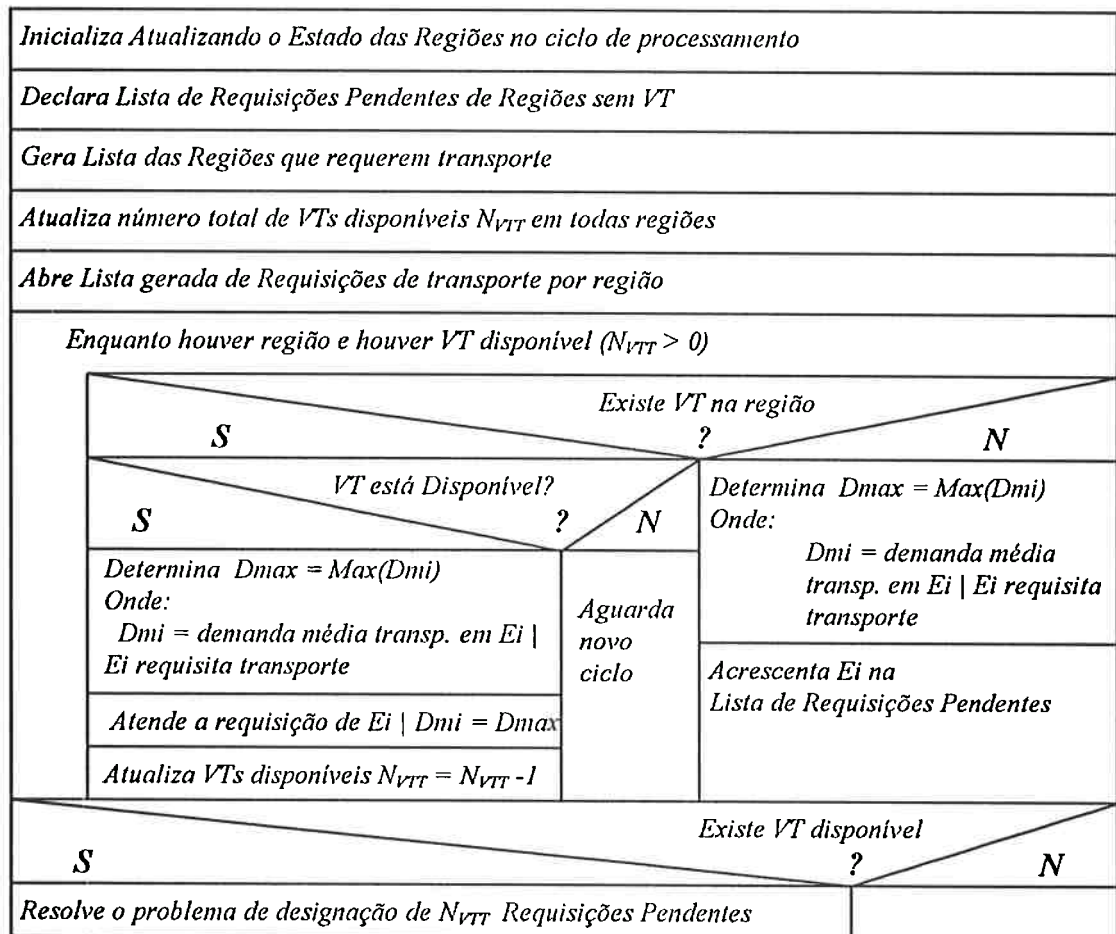 Inicializa Atualizando o Estado das Regiões no ciclo de processamento
Declara Lista de Requisições Pendentes de Regiões sem VT
Gera Lista das Regiões que requerem transporte
Atualiza número total de VTs disponíveis N_VTT em todas regiões
Abre Lista gerada de Requisições de transporte por região
Enquanto houver região e houver VT disponível (N_VTT > 0)
Existe VT na região
S
?
N
VT está Disponível?
S
?
N
Determina Dmax = Max(Dmi)
Onde:
Dmi = demanda média transp. em Ei |
Ei requisita transporte
Atende a requisição de Ei | Dmi = Dmax
Atualiza VTs disponíveis N_VTT = N_VTT -1
Aguarda
novo
ciclo
Determina Dmax = Max(Dmi)
Onde:
Dmi = demanda média
transp. em Ei | Ei requisita
transporte
Acrescenta Ei na
Lista de Requisições Pendentes
Existe VT disponível
S
?
N
Resolve o problema de designação de N_VTT Requisições Pendentes